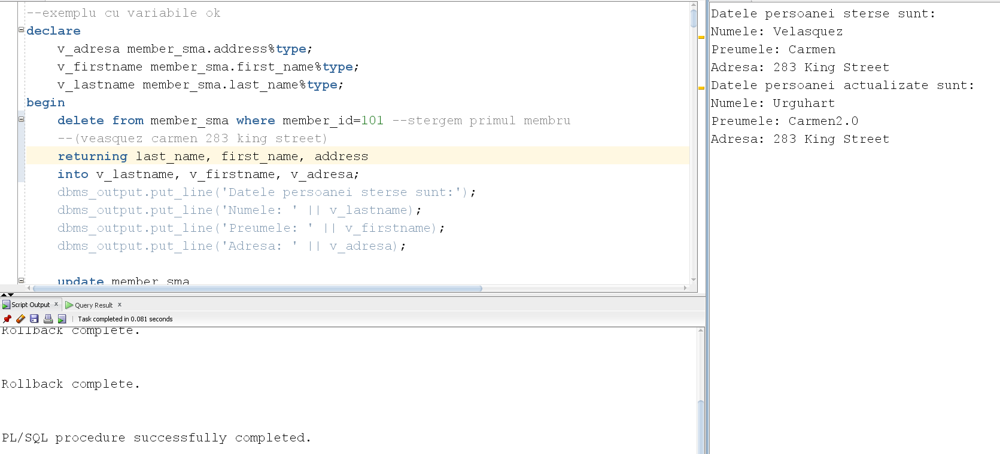 --exemplu cu variabile ok
declare
v_adresa member_sma.address%type;
v_firstname member_sma.first_name%type;
v_lastname member_sma.last_name%type;
begin
delete from member_sma where member_id=101 --stergem primul membru
--(veasquez carmen 283 king street)
returning last_name, first_name, address
into v_lastname, v_firstname, v_adresa;
dbms_output.put_line('Datele persoanei sterse sunt:');
dbms_output.put_line('Numele: ' || v_lastname);
dbms_output.put_line('Preumele: ' || v_firstname);
dbms_output.put_line('Adresa: ' || v_adresa);
update member_sma
Script Output x Query Result x
Task completed in 0.081 seconds
Rollback complete.
Rollback complete.
PL/SQL procedure successfully completed.
Datele persoanei sterse sunt:
Numele: Velasquez
Preumele: Carmen
Adresa: 283 King Street
Datele persoanei actualizate sunt:
Numele: Urguhart
Preumele: Carmen2.0
Adresa: 283 King Street